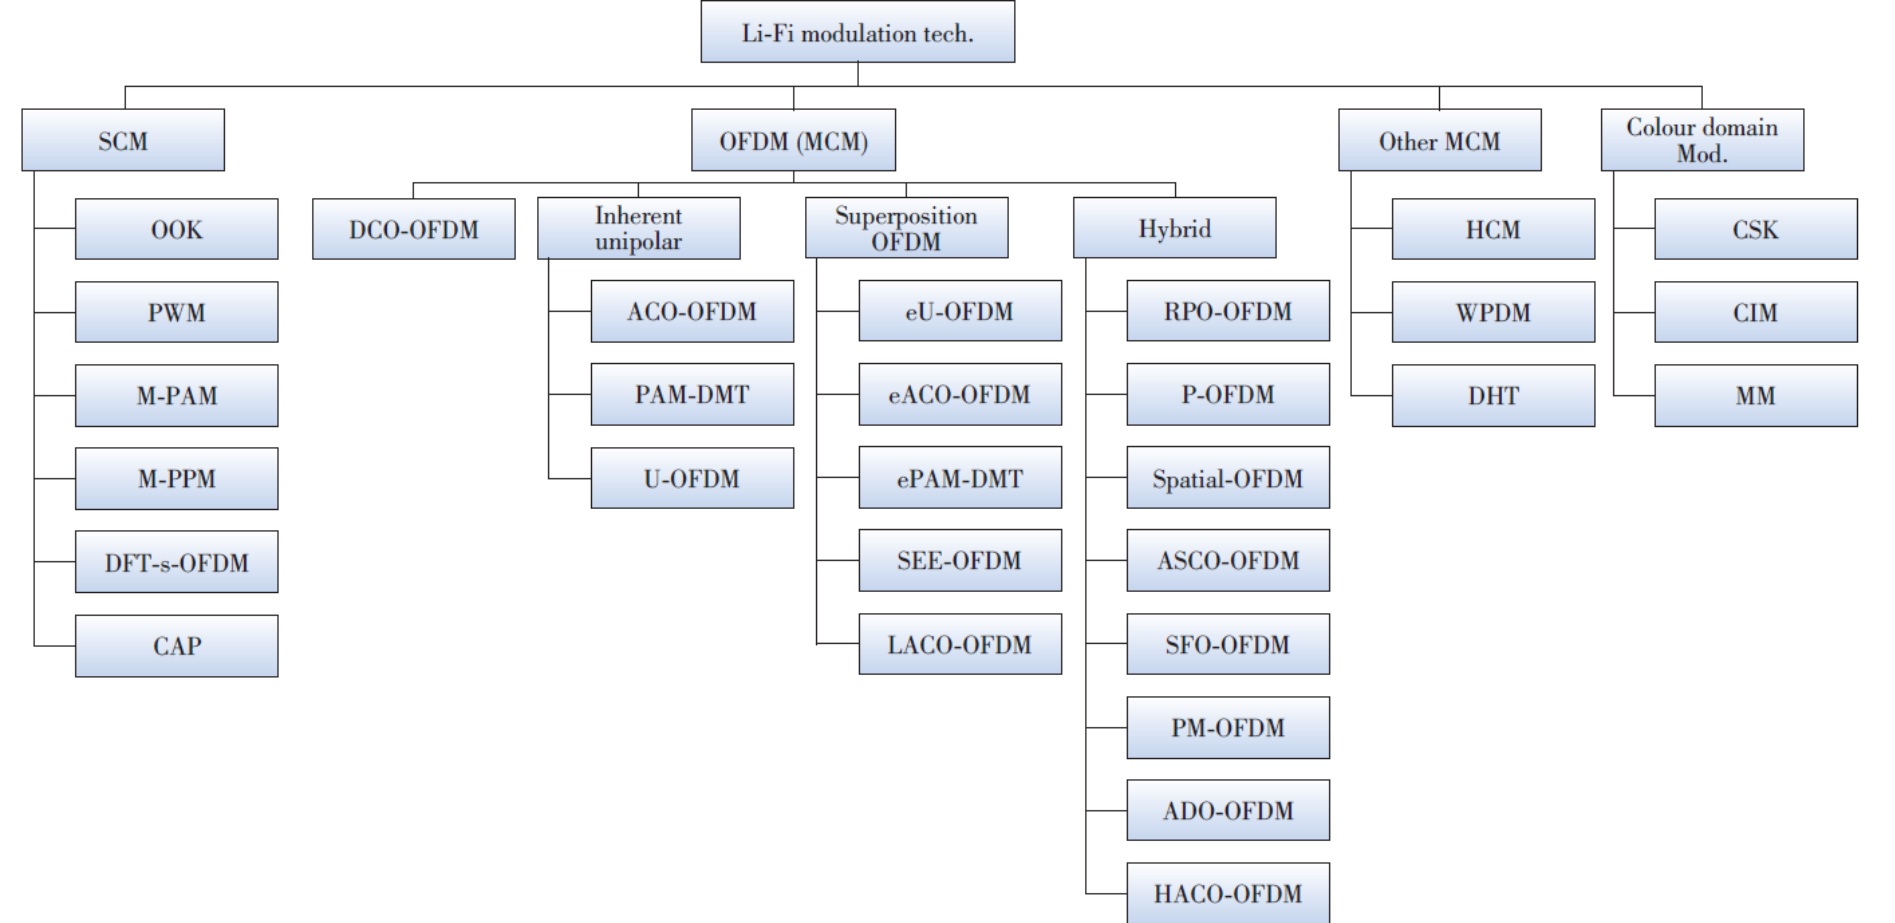 Li-Fi modulation tech.
SCM
OFDM (MCM)
Other MCM
Colour domain
Mod.
OOK
PWM
M-PAM
M-PPM
DFT-s-OFDM
CAP
DCO-OFDM
Inherent
unipolar
ACO-OFDM
PAM-DMT
U-OFDM
Superposition
OFDM
eU-OFDM
eACO-OFDM
ePAM-DMT
SEE-OFDM
LACO-OFDM
Hybrid
RPO-OFDM
P-OFDM
Spatial-OFDM
ASCO-OFDM
SFO-OFDM
PM-OFDM
ADO-OFDM
HACO-OFDM
HCM
WPDM
DHT
CSK
CIM
MM